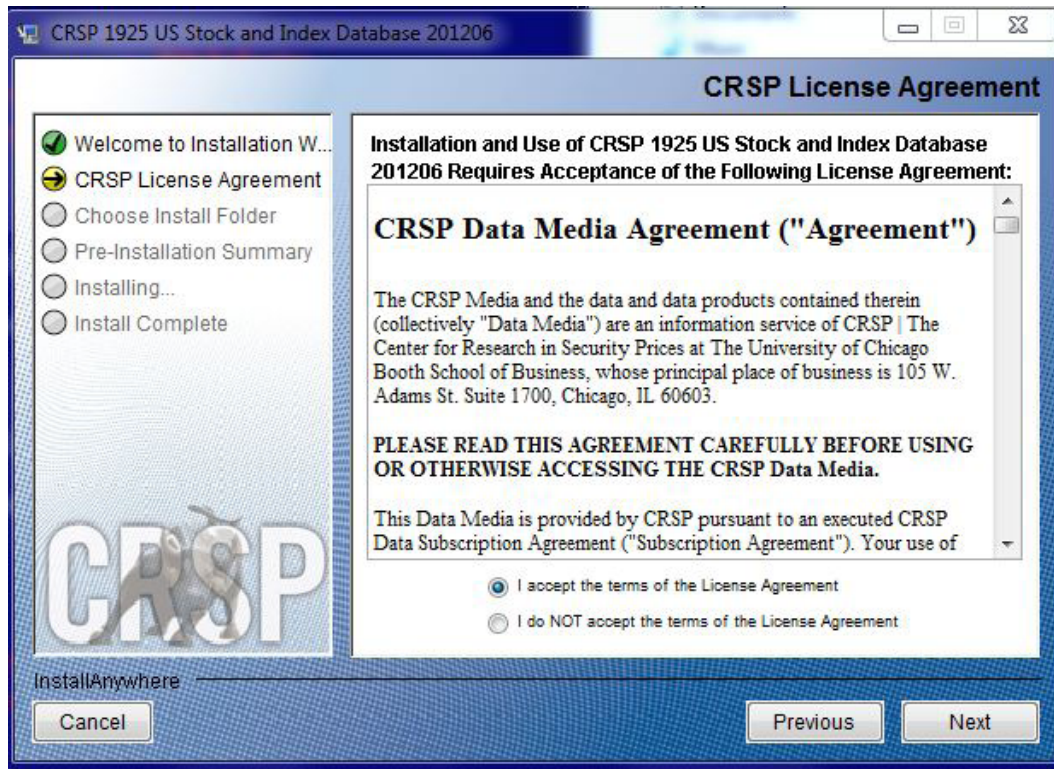 CRSP 1925 US Stock and Index Database 201206
CRSP License Agreement
Welcome to Installation W...
CRSP License Agreement
Choose Install Folder
Pre-Installation Summary
Installing...
Install Complete
CRSP
Installation and Use of CRSP 1925 US Stock and Index Database
201206 Requires Acceptance of the Following License Agreement:
CRSP Data Media Agreement ("Agreement")
The CRSP Media and the data and data products contained therein
(collectively "Data Media") are an information service of CRSP | The
Center for Research in Security Prices at The University of Chicago
Booth School of Business, whose principal place of business is 105 W.
Adams St. Suite 1700, Chicago, IL 60603.
PLEASE READ THIS AGREEMENT CAREFULLY BEFORE USING
OR OTHERWISE ACCESSING THE CRSP Data Media.
This Data Media is provided by CRSP pursuant to an executed CRSP
Data Subscription Agreement ("Subscription Agreement"). Your use of
I accept the terms of the License Agreement
I do NOT accept the terms of the License Agreement
InstallAnywhere
Cancel
Previous
Next